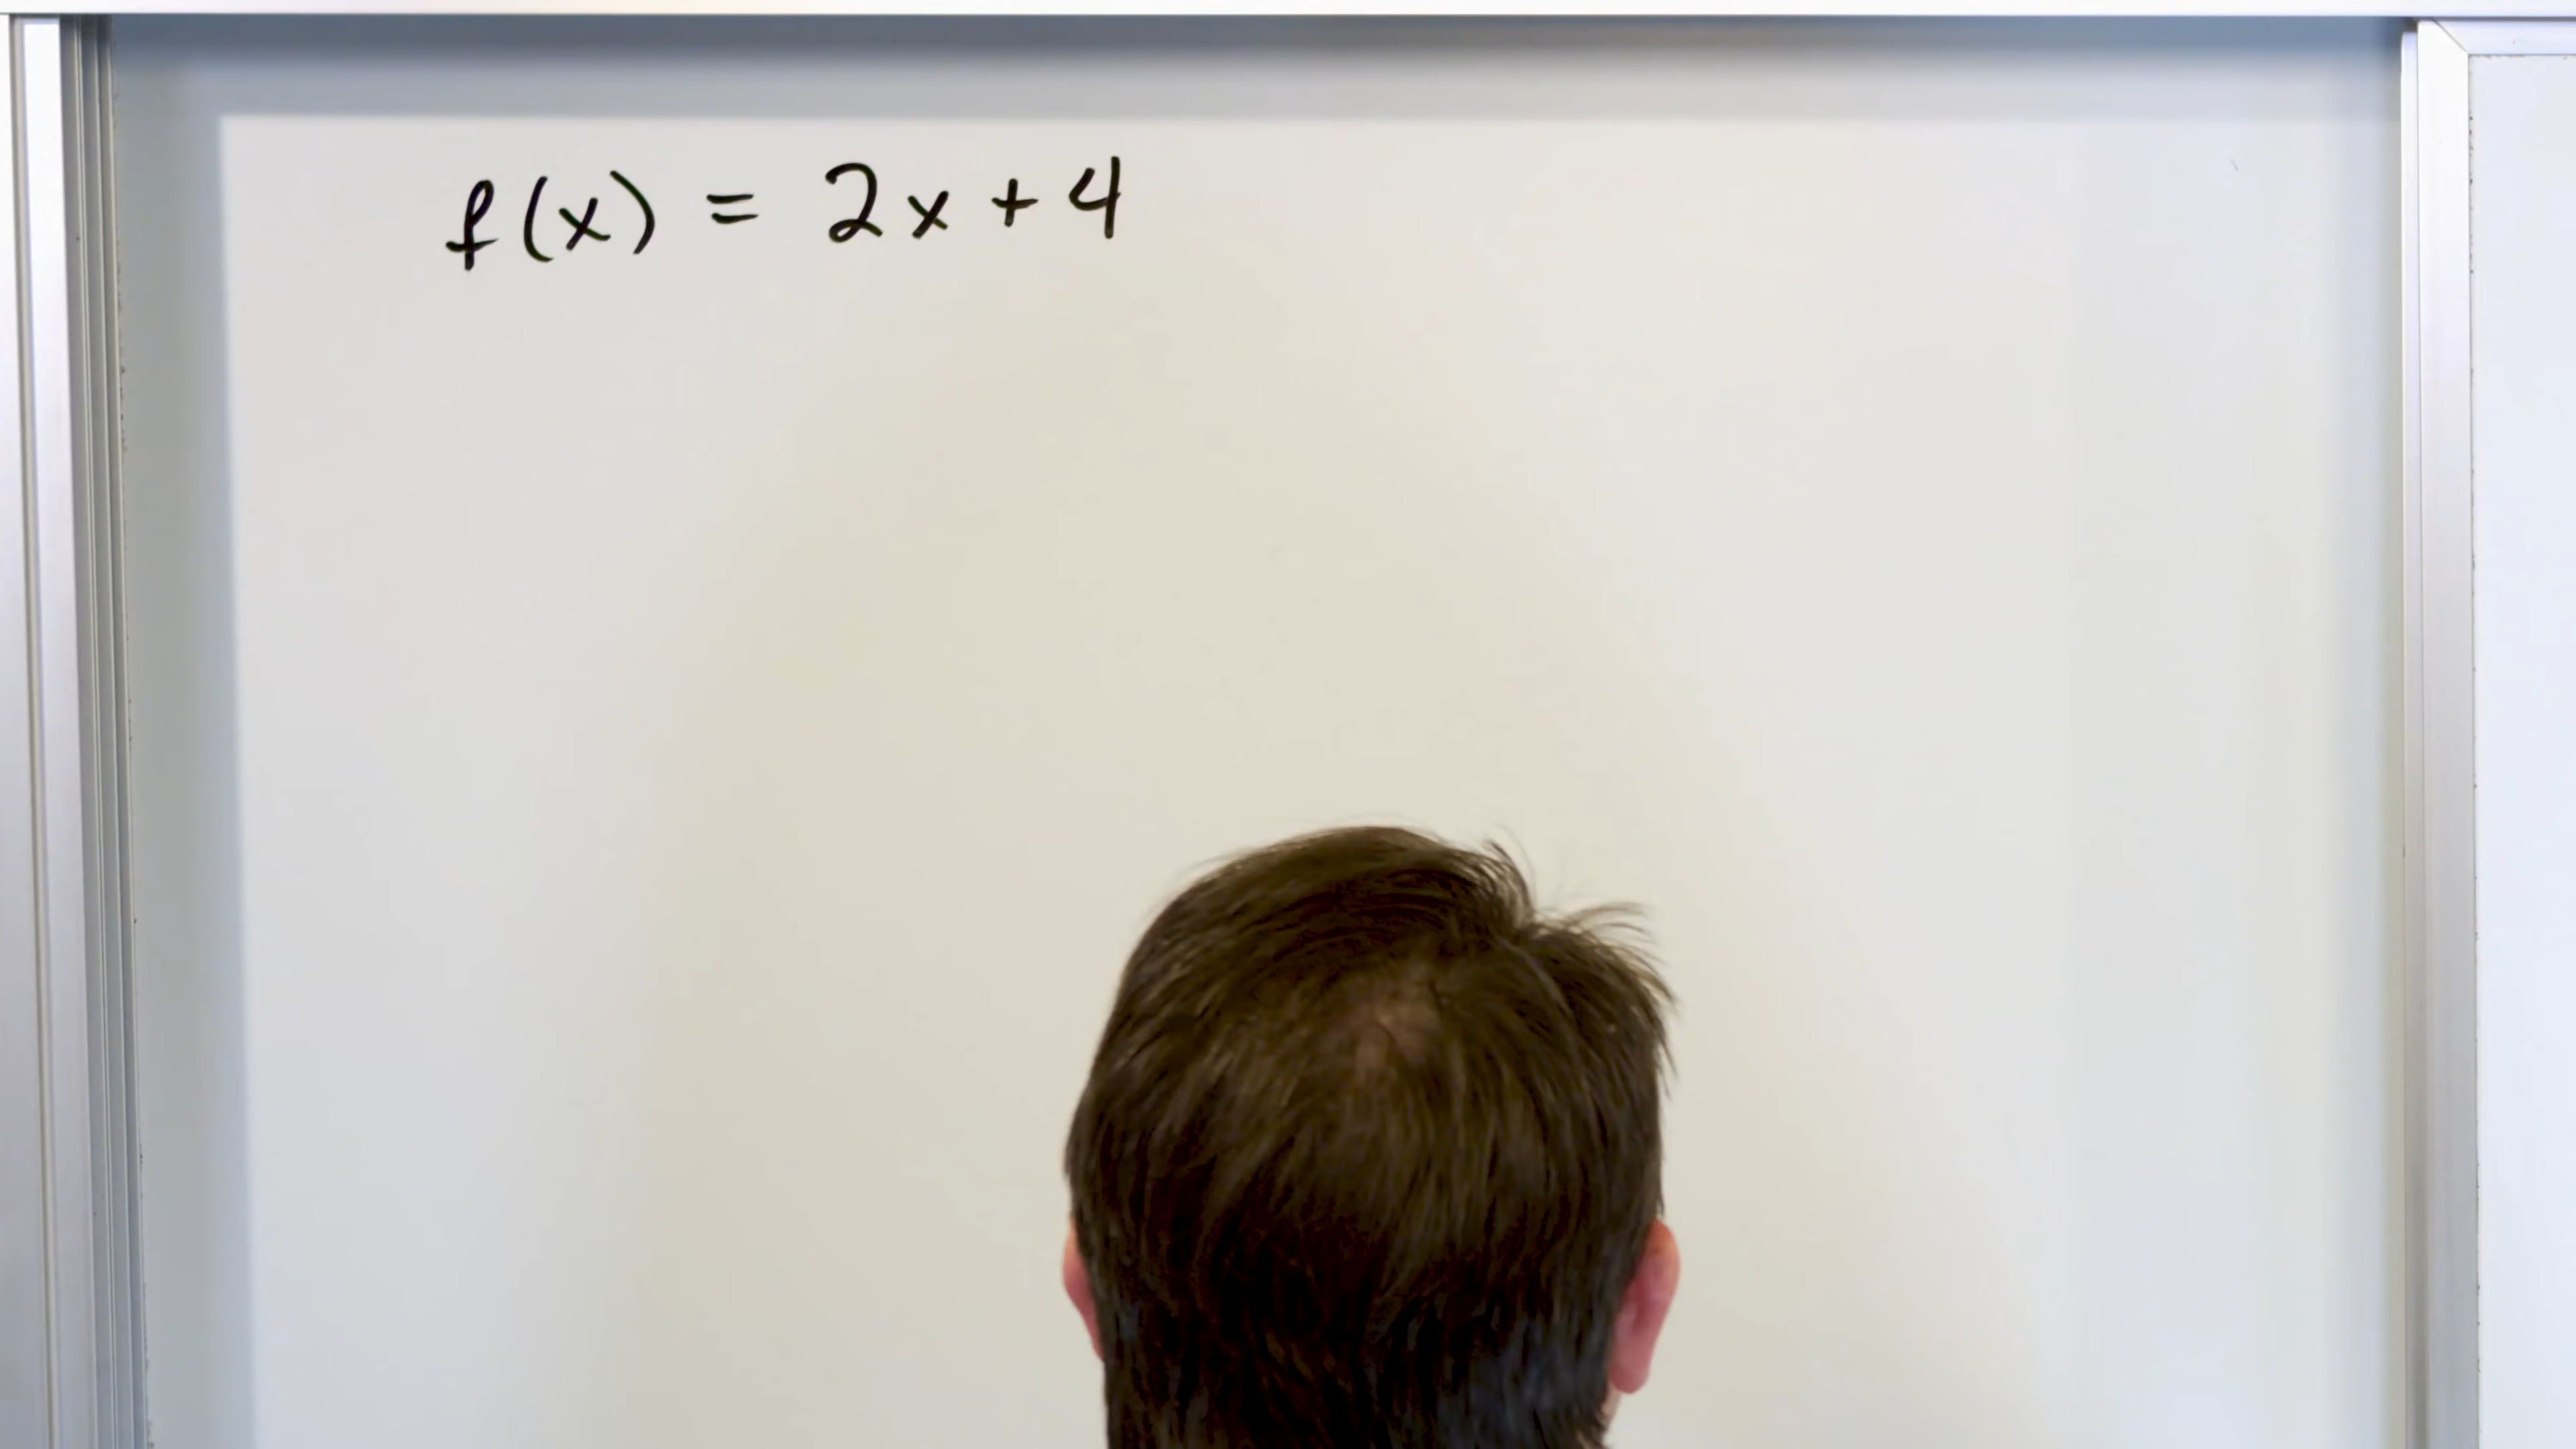 f(x) = 2x + 4